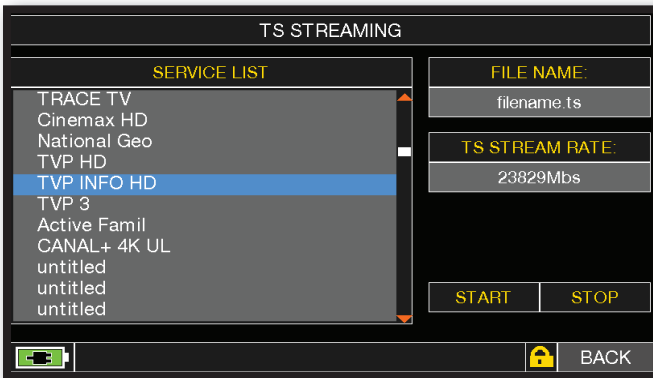 TS STREAMING
SERVICE LIST
TRACE TV
Cinemax HD
National Geo
TVP HD
TVP INFO HD
TVP 3
Active Famil
CANAL+ 4K UL
untitled
untitled
untitled
FILE NAME:
filename.ts
TS STREAM RATE:
23829Mbs
START STOP
BACK